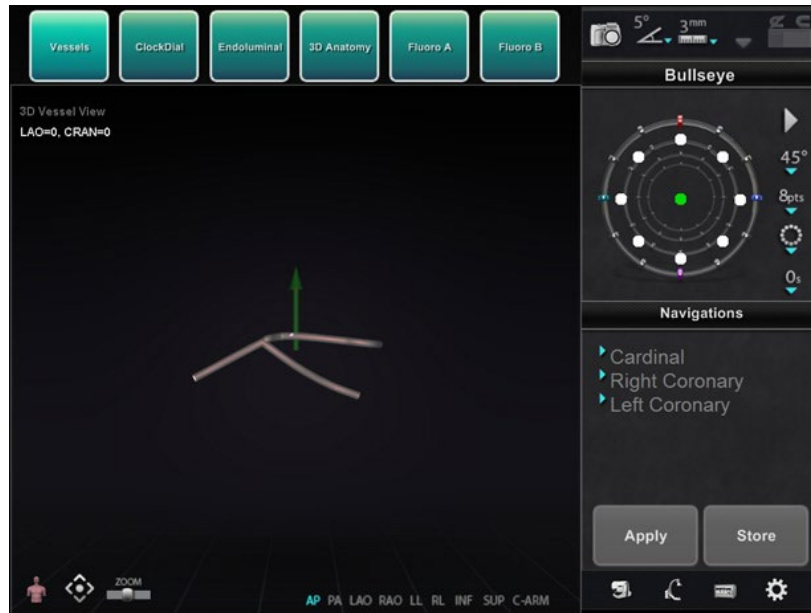 Vessels
ClockDial
Endoluminal
3D Anatomy
Fluoro A
Fluoro B
5°
3mm
Bullseye
3D Vessel View
LAO=0, CRAN=0
45°
8pts
0s
Navigations
Cardinal
Right Coronary
Left Coronary
Apply
Store
ZOOM
AP PA LAO RAO LL RL INF SUP C-ARM